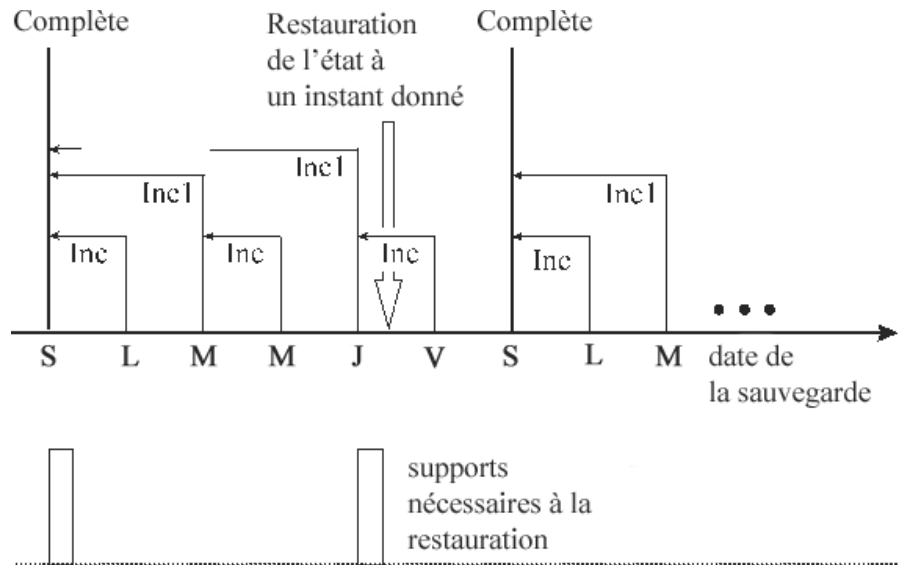 Complète
Restauration
de l'état à
un instant donné
Complète
Inc1
Inc1
Inc1
Inc
Inc
Inc
Inc
S L M M J V S L M
date de
la sauvegarde
supports
nécessaires à la
restauration